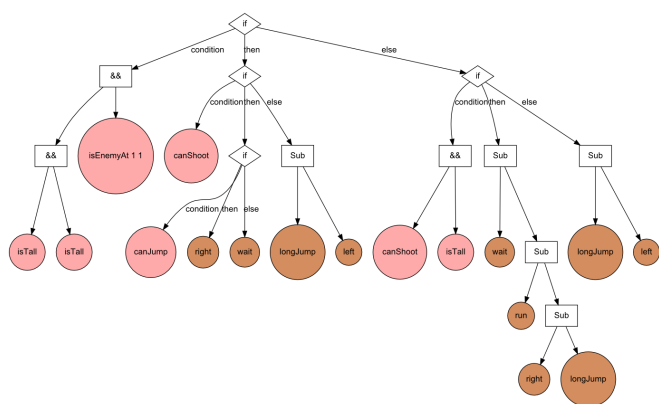 if
condition then else
&& if if
condition then else condition then else
&& isEnemyAt 1 1 canShoot if Sub && Sub Sub
condition then else
isTall isTall canJump right wait longJump left canShoot isTall wait Sub longJump left
run Sub
right longJump